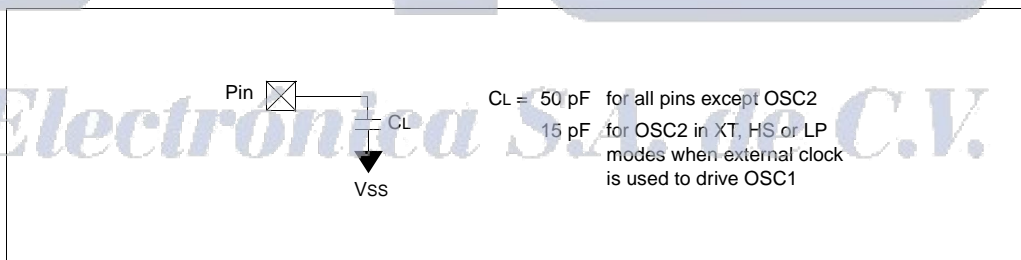 Pin
CL
VSS
CL = 50 pF for all pins except OSC2
15 pF for OSC2 in XT, HS or LP
modes when external clock
is used to drive OSC1
Electrónica S.A. de C.V.